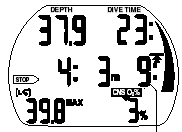 DEPTH DIVE TIME
37.9 23:
STOP 4: 3m 9:
39.8 MAX CNS O2% 3%